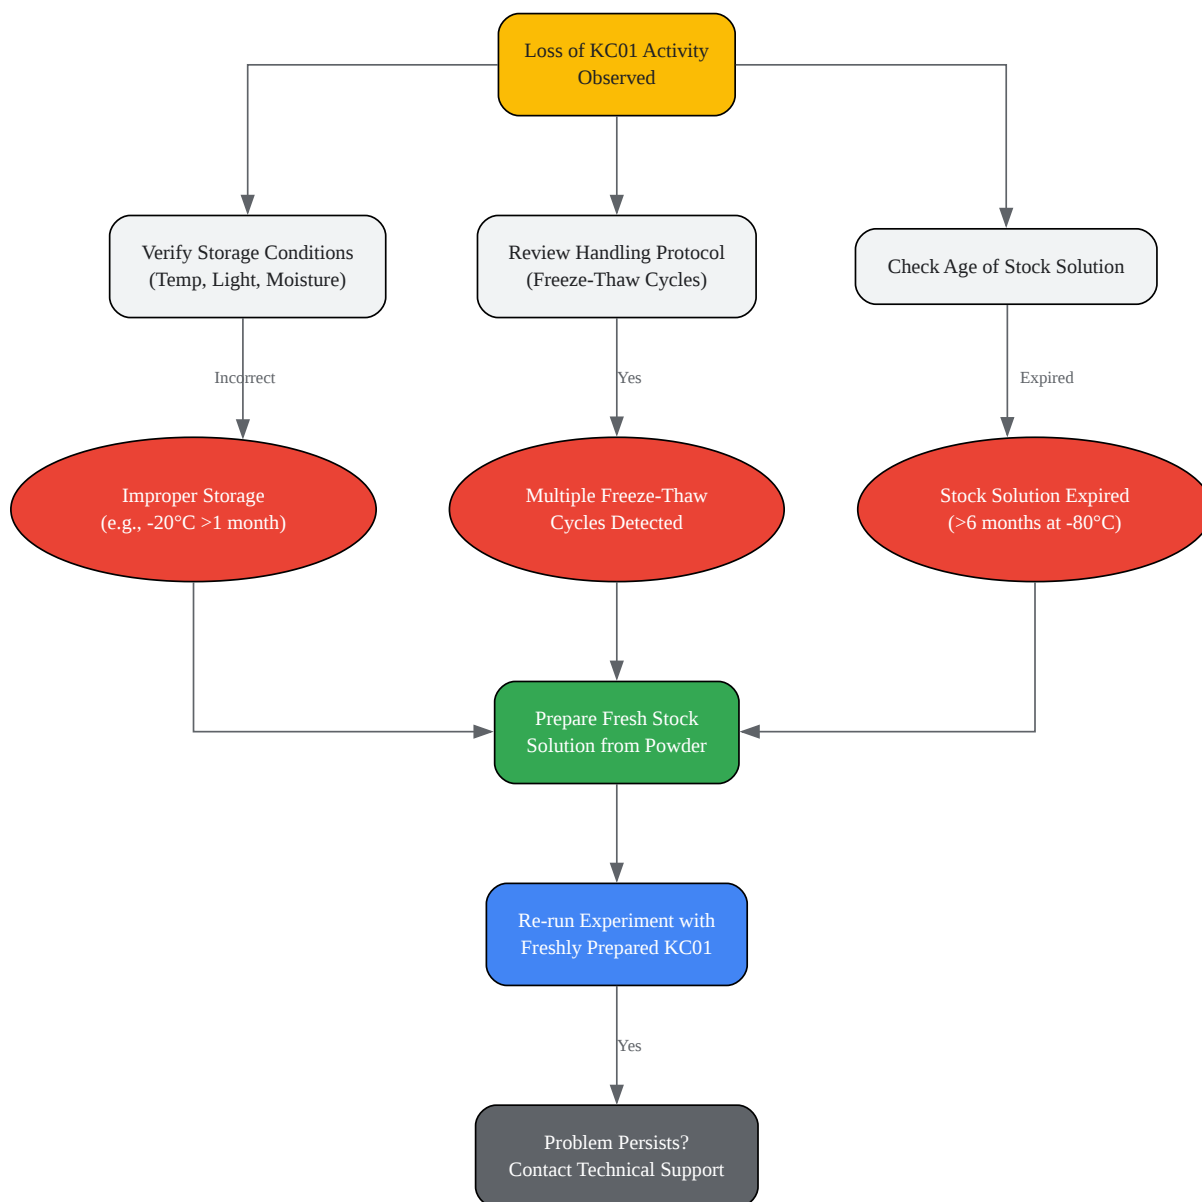 Loss of KC01 Activity
Observed
Verify Storage Conditions
(Temp, Light, Moisture)
Review Handling Protocol
(Freeze-Thaw Cycles)
Check Age of Stock Solution
Incorrect
Yes
Expired
Improper Storage
(e.g., -20°C >1 month)
Multiple Freeze-Thaw
Cycles Detected
Stock Solution Expired
(>6 months at -80°C)
Prepare Fresh Stock
Solution from Powder
Re-run Experiment with
Freshly Prepared KC01
Yes
Problem Persists?
Contact Technical Support